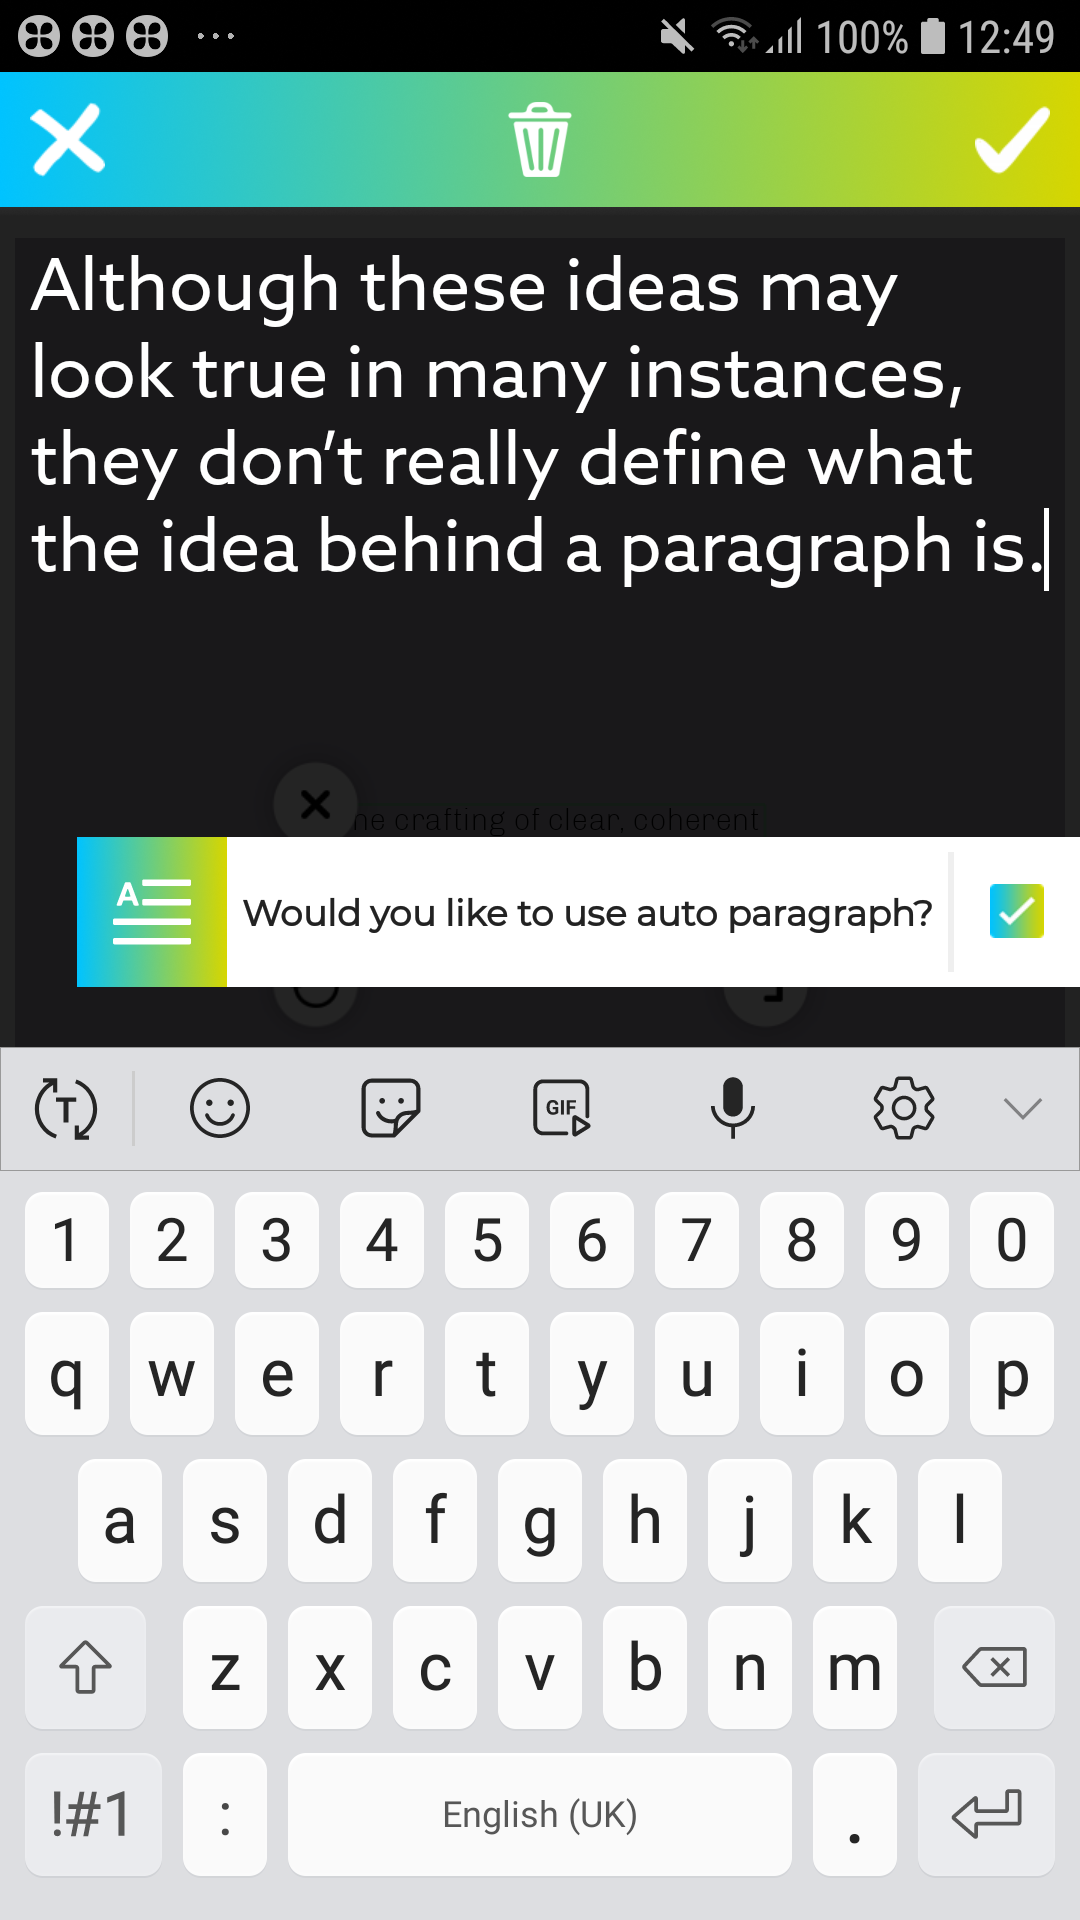 100% 12:49
Although these ideas may
look true in many instances,
they don’t really define what
the idea behind a paragraph is.
he crafting of clear, coherent
A
Would you like to use auto paragraph?
T GIF
1 2 3 4 5 6 7 8 9 0
q w e r t y u i o p
a s d f g h j k l
z x c v b n m
!#1 : English (UK) .